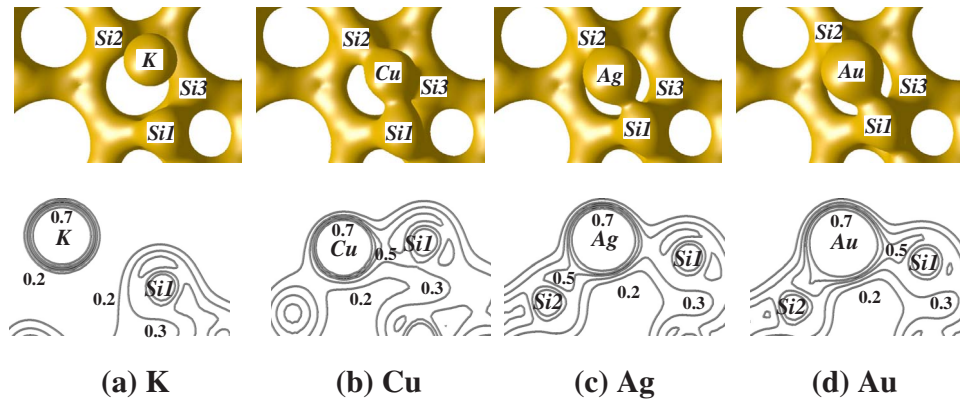 Si2 K Si3 Si1
Si2 Cu Si3 Si1
Si2 Ag Si3 Si1
Si2 Au Si3 Si1
0.7 K 0.2 0.2 Si1 0.3
0.7 Cu Si1 0.5 0.2 0.3
0.7 Ag Si1 0.5 Si2 0.2 0.3
0.7 Au 0.5 Si1 Si2 0.2 0.3
(a) K (b) Cu (c) Ag (d) Au